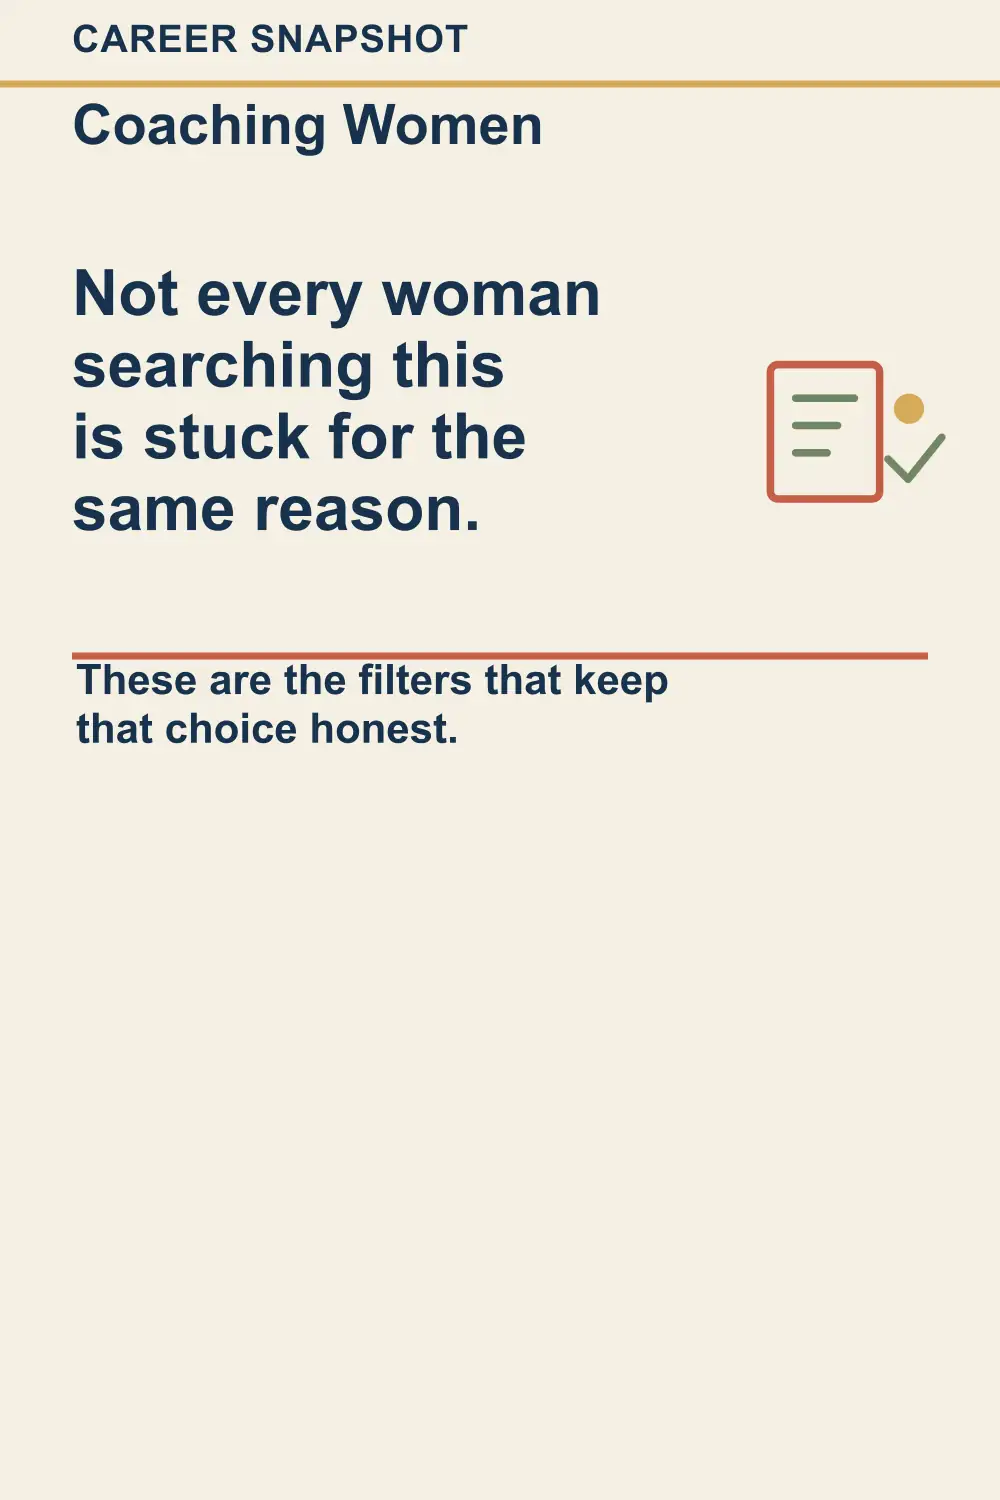 CAREER SNAPSHOT
Coaching Women
Not every woman
searching this
is stuck for the
same reason.
These are the filters that keep
that choice honest.